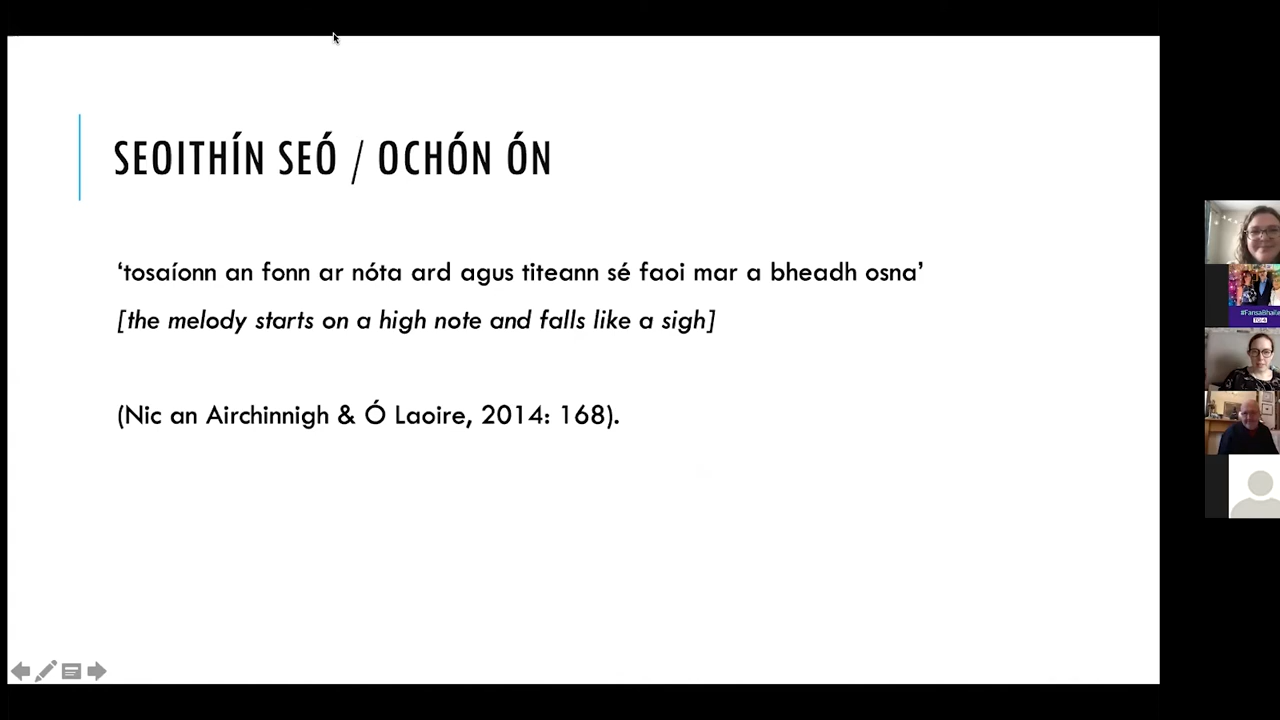 SEOITHÍN SEÓ / OCHÓN ÓN
‘tosaíonn an fonn ar nóta ard agus titeann sé faoi mar a bheadh osna’
[the melody starts on a high note and falls like a sigh]
(Nic an Airchinnigh & Ó Laoire, 2014: 168).